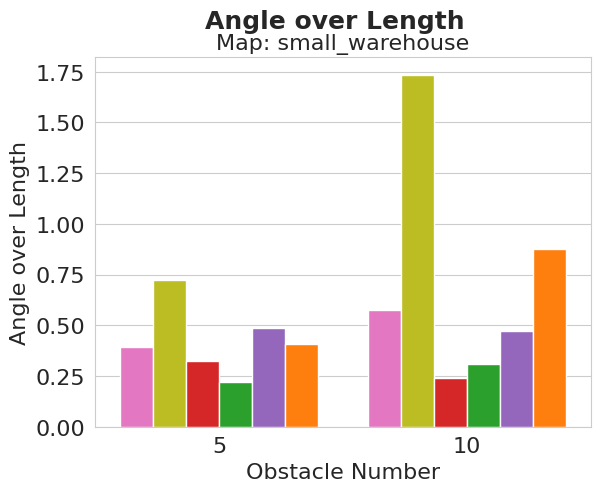 Angle over Length
Map: small_warehouse
Angle over Length
1.75
1.50
1.25
1.00
0.75
0.50
0.25
0.00
5
10
Obstacle Number